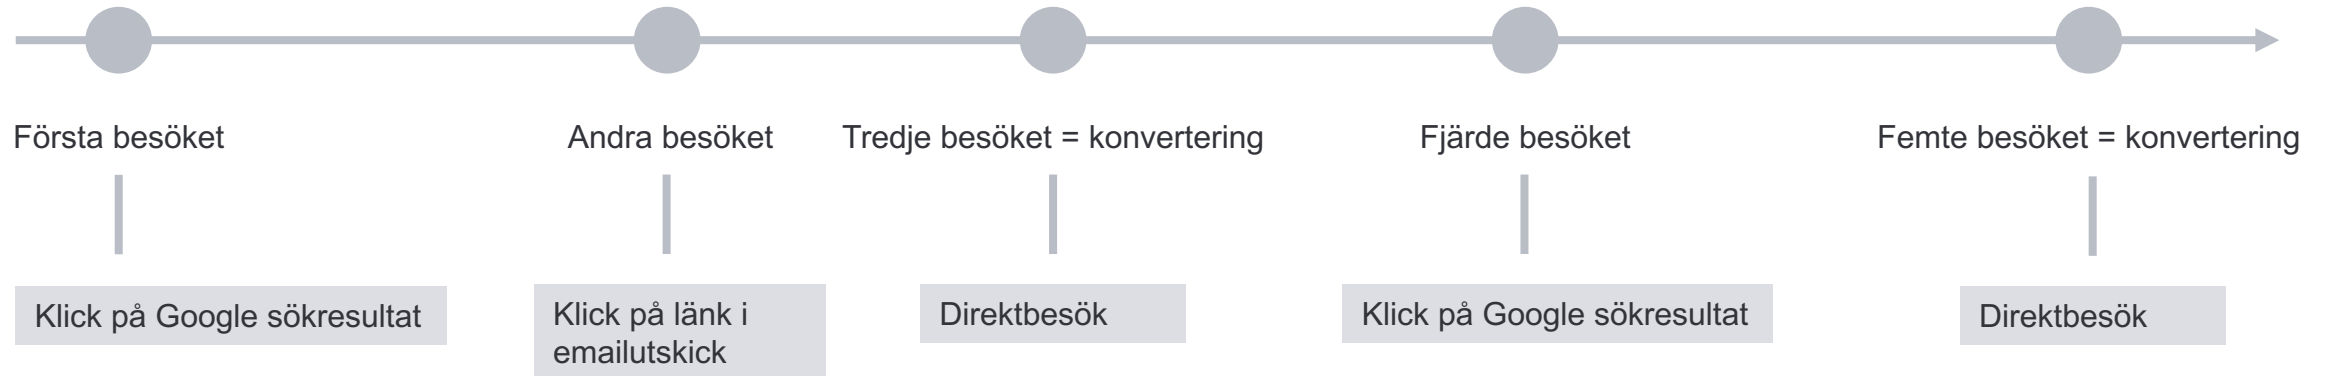 Första besöket
Andra besöket
Tredje besöket = konvertering
Fjärde besöket
Femte besöket = konvertering
Klick på Google sökresultat
Klick på länk i
emailutskick
Direktbesök
Klick på Google sökresultat
Direktbesök